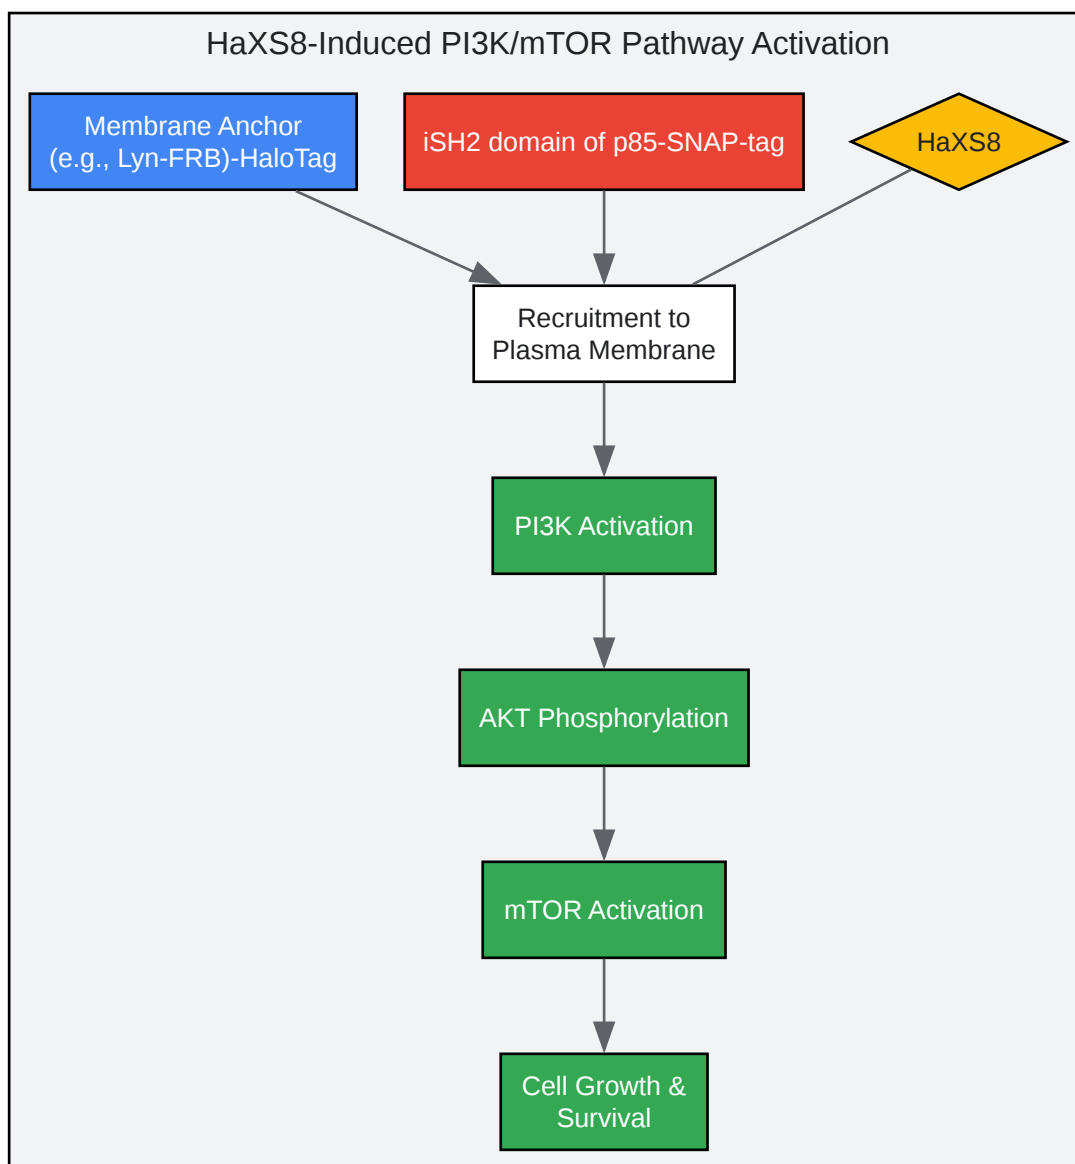 HaXS8-Induced PI3K/mTOR Pathway Activation
Membrane Anchor
(e.g., Lyn-FRB)-HaloTag
iSH2 domain of p85-SNAP-tag
HaXS8
Recruitment to
Plasma Membrane
PI3K Activation
AKT Phosphorylation
mTOR Activation
Cell Growth &
Survival